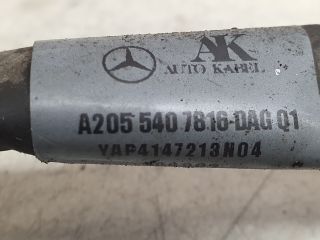 AK
AUTO KABEL
A205 540 7816-DAG Q1
YAP4147213N04